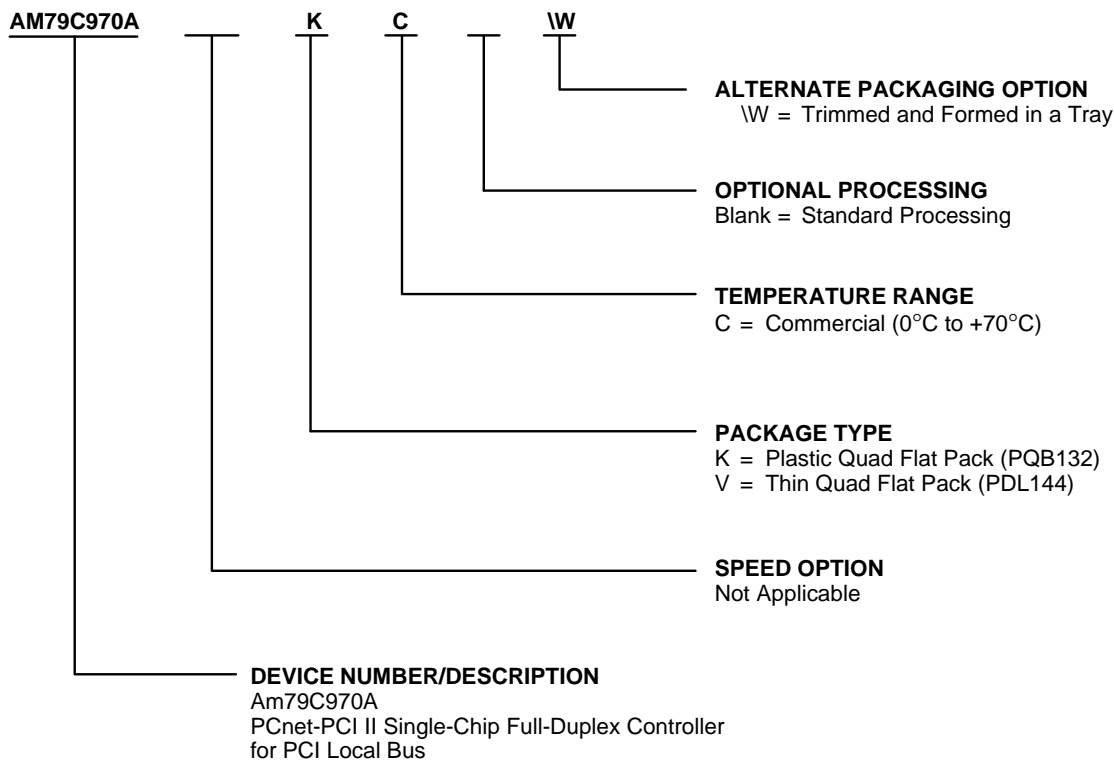 AM79C970A K C \W
ALTERNATE PACKAGING OPTION
\W = Trimmed and Formed in a Tray
OPTIONAL PROCESSING
Blank = Standard Processing
TEMPERATURE RANGE
C = Commercial (0°C to +70°C)
PACKAGE TYPE
K = Plastic Quad Flat Pack (PQB132)
V = Thin Quad Flat Pack (PDL144)
SPEED OPTION
Not Applicable
DEVICE NUMBER/DESCRIPTION
Am79C970A
PCnet-PCI II Single-Chip Full-Duplex Controller
for PCI Local Bus